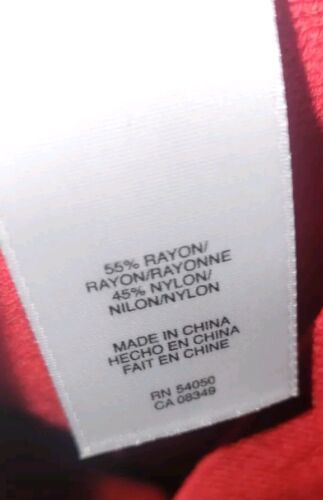 55% RAYON/
RAYON/RAYONNE
45% NYLON/
NILON/NYLON
MADE IN CHINA
HECHO EN CHINA
FAIT EN CHINE
RN 54050
CA 08349